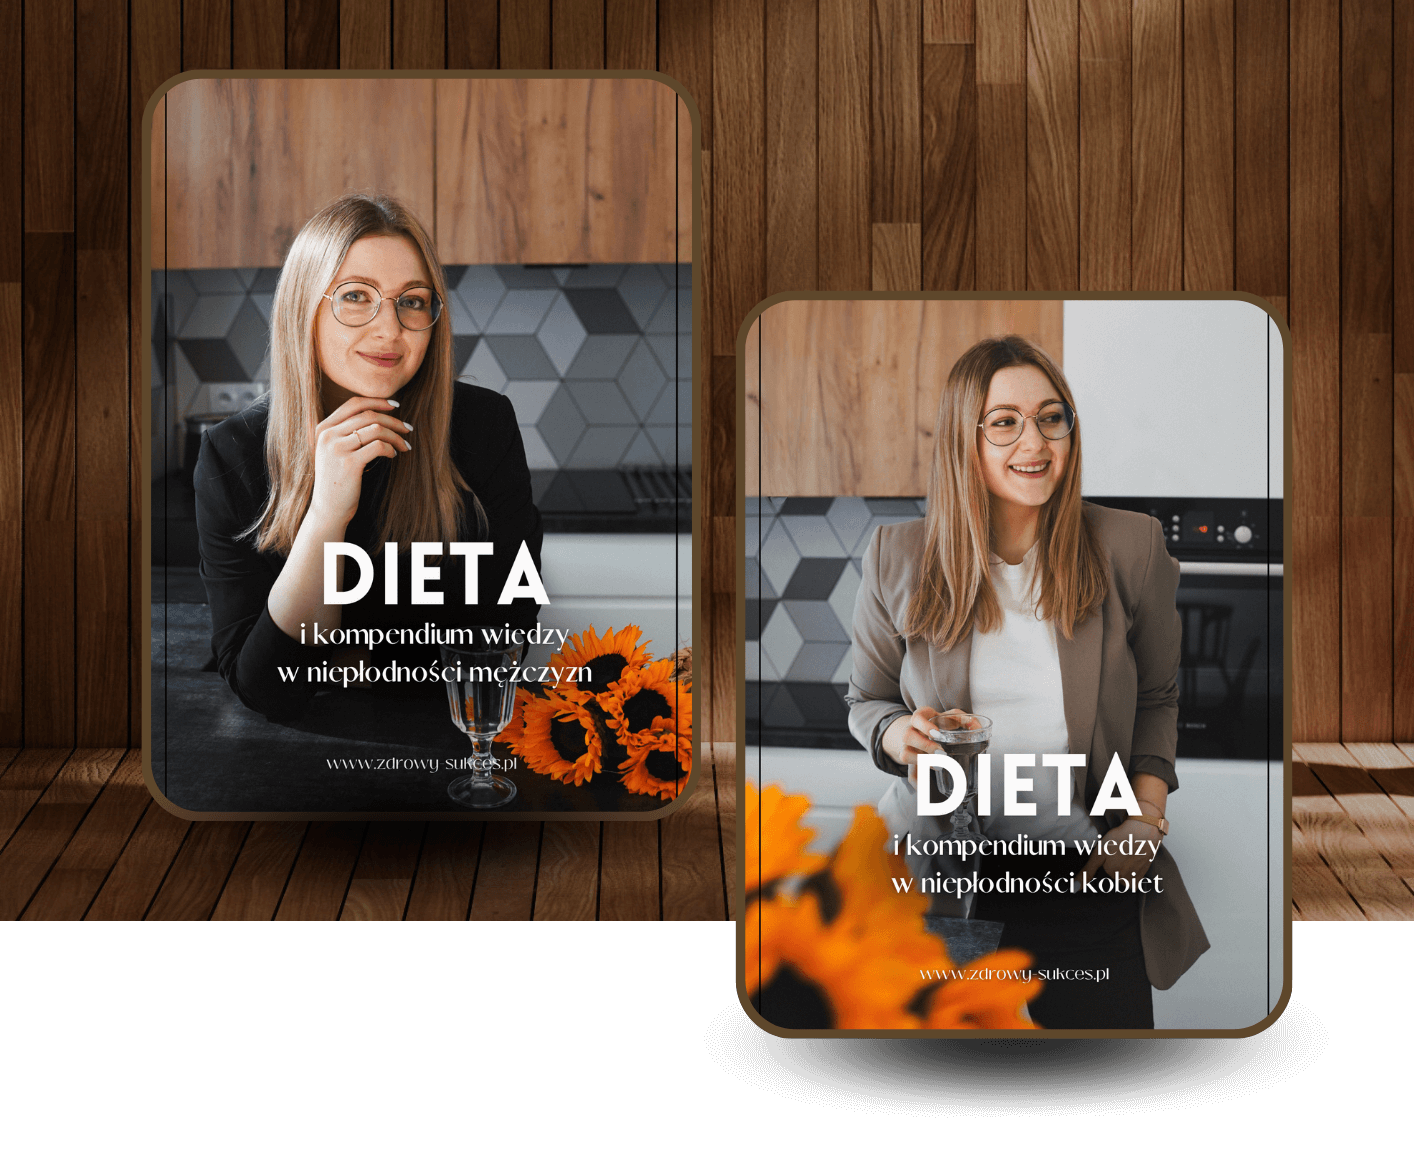 DIETA
i kompendium wiedzy
w niepłodności mężczyzn
www.zdrowy-sukces.pl
DIETA
i kompendium wiedzy
w niepłodności kobiet
www.zdrowy-sukces.pl